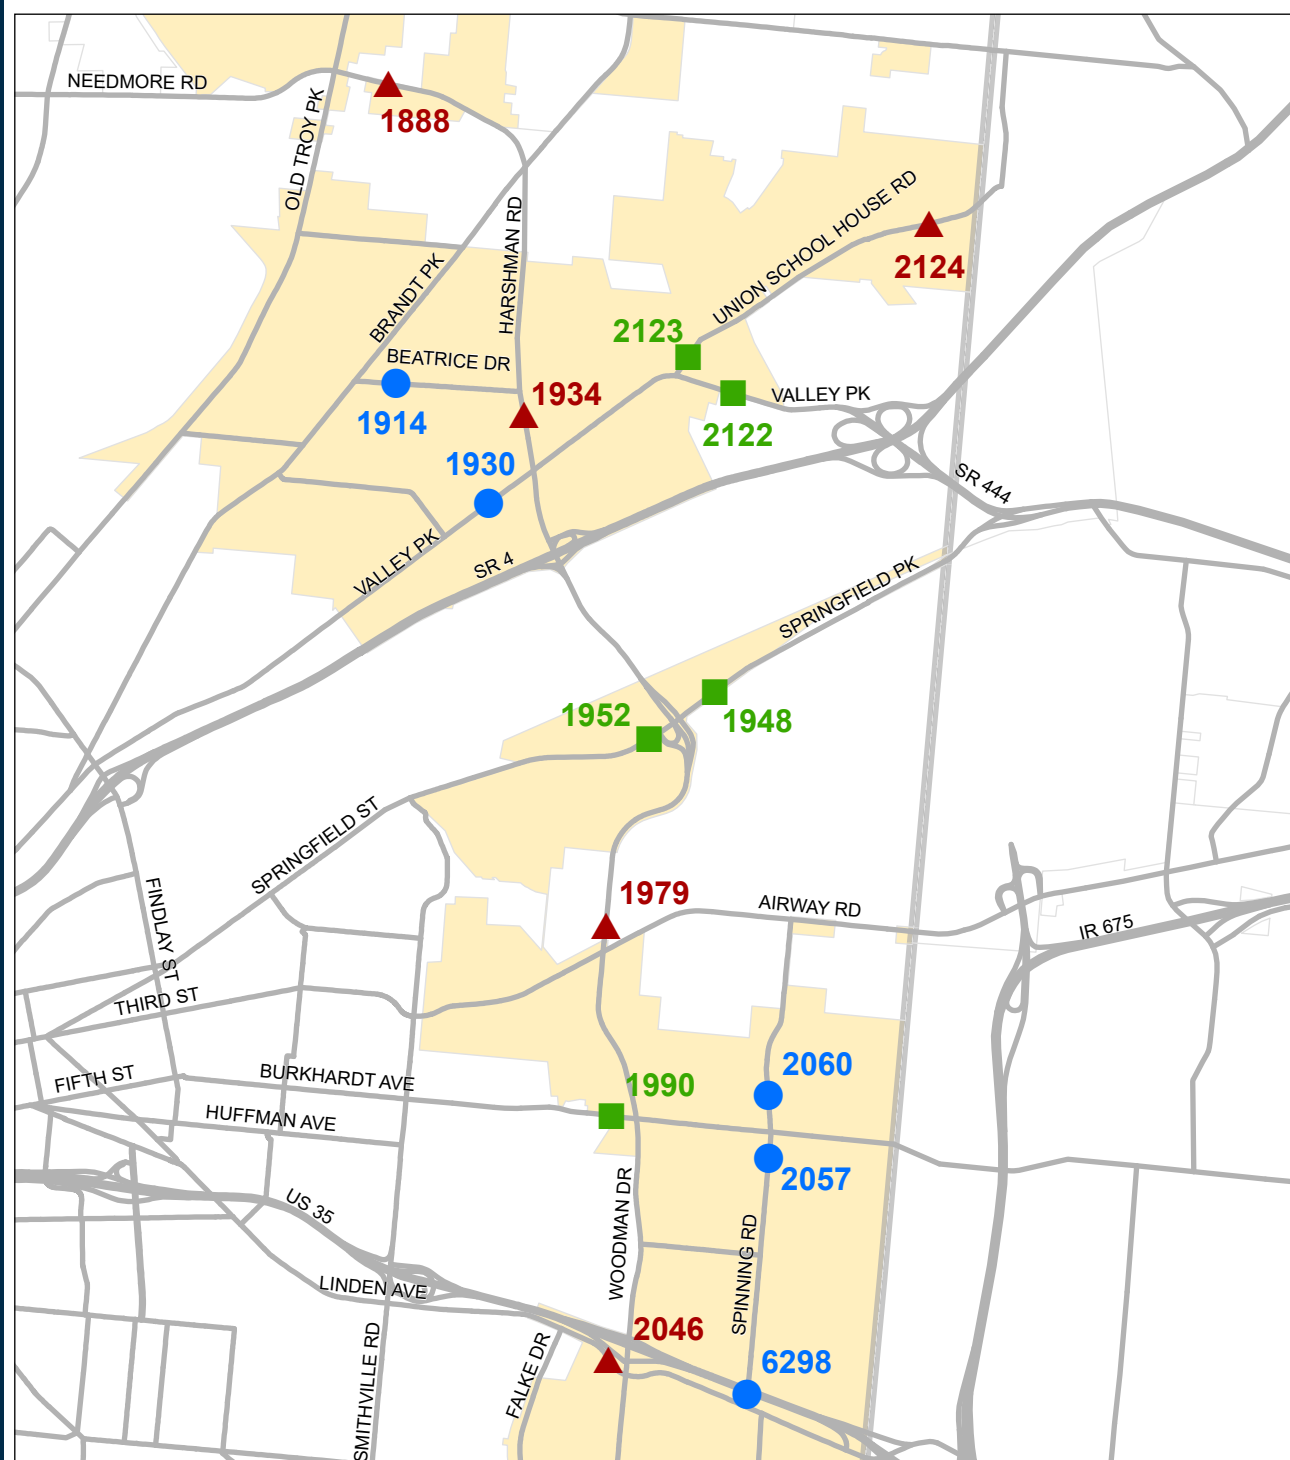 NEEDMORE RD
1888
OLD TROY PK
HARSHMAN RD
UNION SCHOOL HOUSE RD
2124
BRANDT PK
2123
BEATRICE DR
1934
VALLEY PK
1914
2122
1930
SR 444
VALLEY PK
SR 4
SPRINGFIELD PK
1952
1948
SPRINGFIELD ST
1979
AIRWAY RD
FINDLAY ST
IR 675
THIRD ST
2060
FIFTH ST
BURKHARDT AVE
1990
HUFFMAN AVE
2057
WOODMAN DR
US 35
SPINNING RD
LINDEN AVE
2046
SMITHVILLE RD
FALKE DR
6298